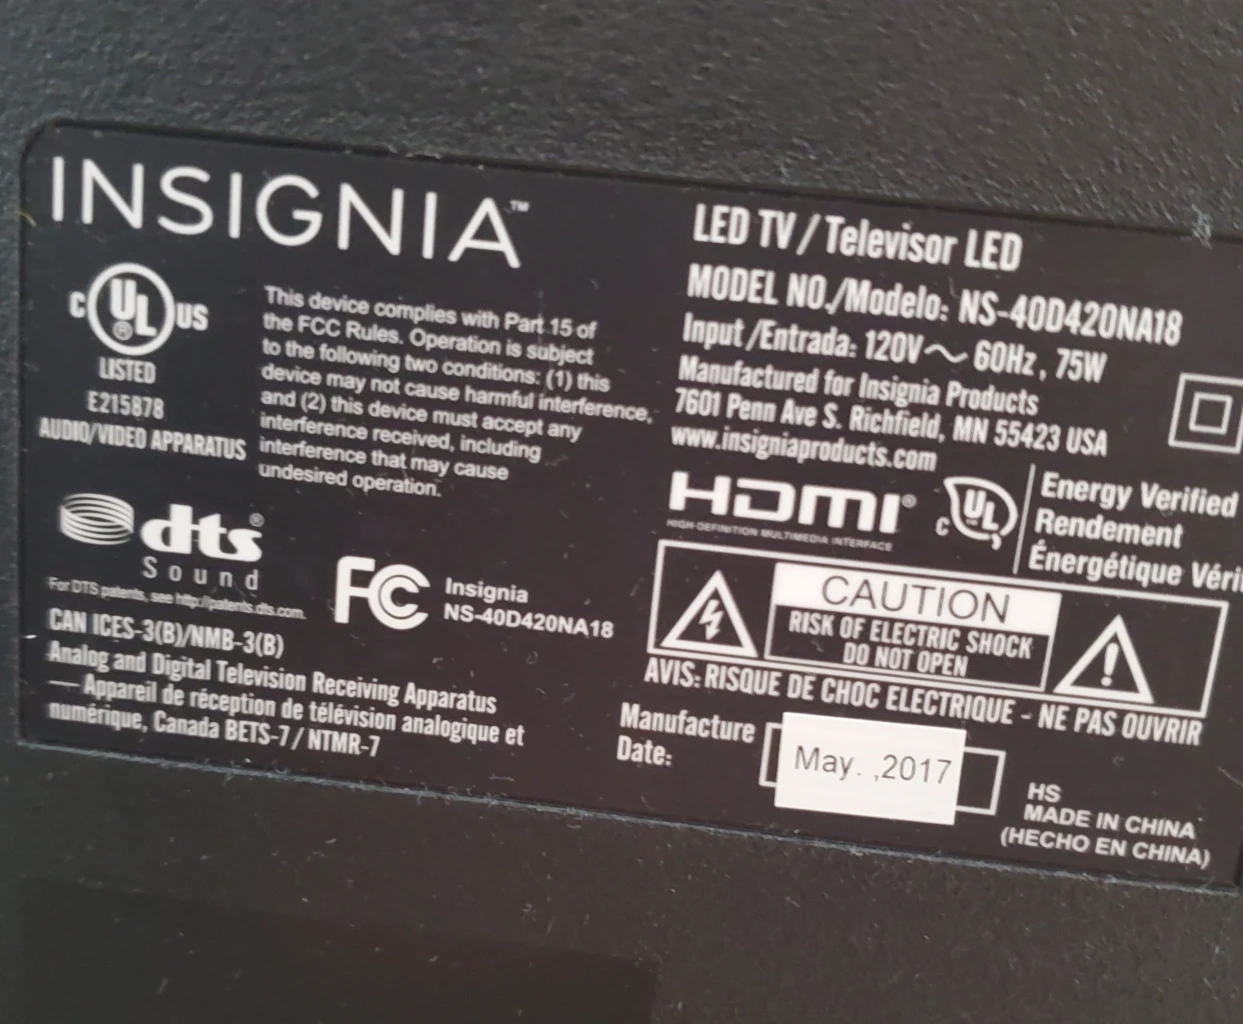 INSIGNIA™
C UL® US
LISTED
E215878
AUDIO/VIDEO APPARATUS
This device complies with Part 15 of
the FCC Rules. Operation is subject
to the following two conditions: (1) this
device may not cause harmful interference,
and (2) this device must accept any
interference received, including
interference that may cause
undesired operation.
dts®
Sound
For DTS patents, see http://patents.dts.com.
FC Insignia
NS-40D420NA18
CAN ICES-3(B)/NMB-3(B)
Analog and Digital Television Receiving Apparatus
— Appareil de réception de télévision analogique et
numérique, Canada BETS-7 / NTMR-7
LED TV / Televisor LED
MODEL NO./Modelo: NS-40D420NA18
Input /Entrada: 120V～ 60Hz , 75W
Manufactured for Insignia Products
7601 Penn Ave S. Richfield, MN 55423 USA
www.insigniaproducts.com
HDMI®
HIGH-DEFINITION MULTIMEDIA INTERFACE
C UL
Energy Verified
Rendement
Énergétique Véri
CAUTION
RISK OF ELECTRIC SHOCK
DO NOT OPEN
AVIS: RISQUE DE CHOC ELECTRIQUE - NE PAS OUVRIR
Manufacture
Date:
May. ,2017
HS
MADE IN CHINA
(HECHO EN CHINA)